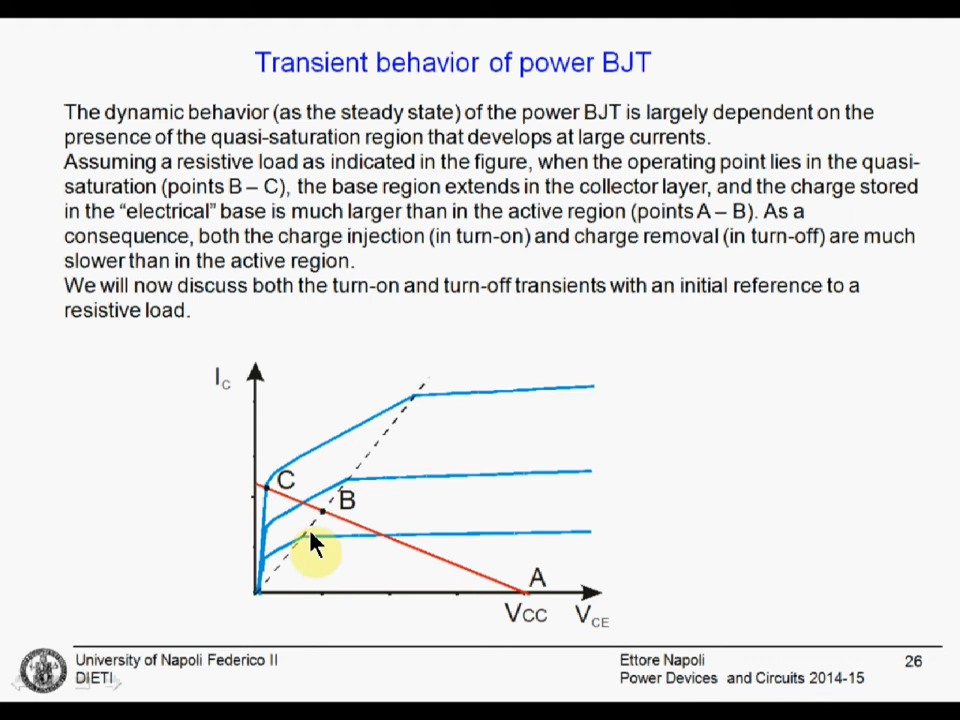 Transient behavior of power BJT
The dynamic behavior (as the steady state) of the power BJT is largely dependent on the
presence of the quasi-saturation region that develops at large currents.
Assuming a resistive load as indicated in the figure, when the operating point lies in the quasi-
saturation (points B – C), the base region extends in the collector layer, and the charge stored
in the “electrical” base is much larger than in the active region (points A – B). As a
consequence, both the charge injection (in turn-on) and charge removal (in turn-off) are much
slower than in the active region.
We will now discuss both the turn-on and turn-off transients with an initial reference to a
resistive load.
IC
C
B
A
VCC
VCE
University of Napoli Federico II
DIETI
Ettore Napoli
Power Devices and Circuits 2014-15
26